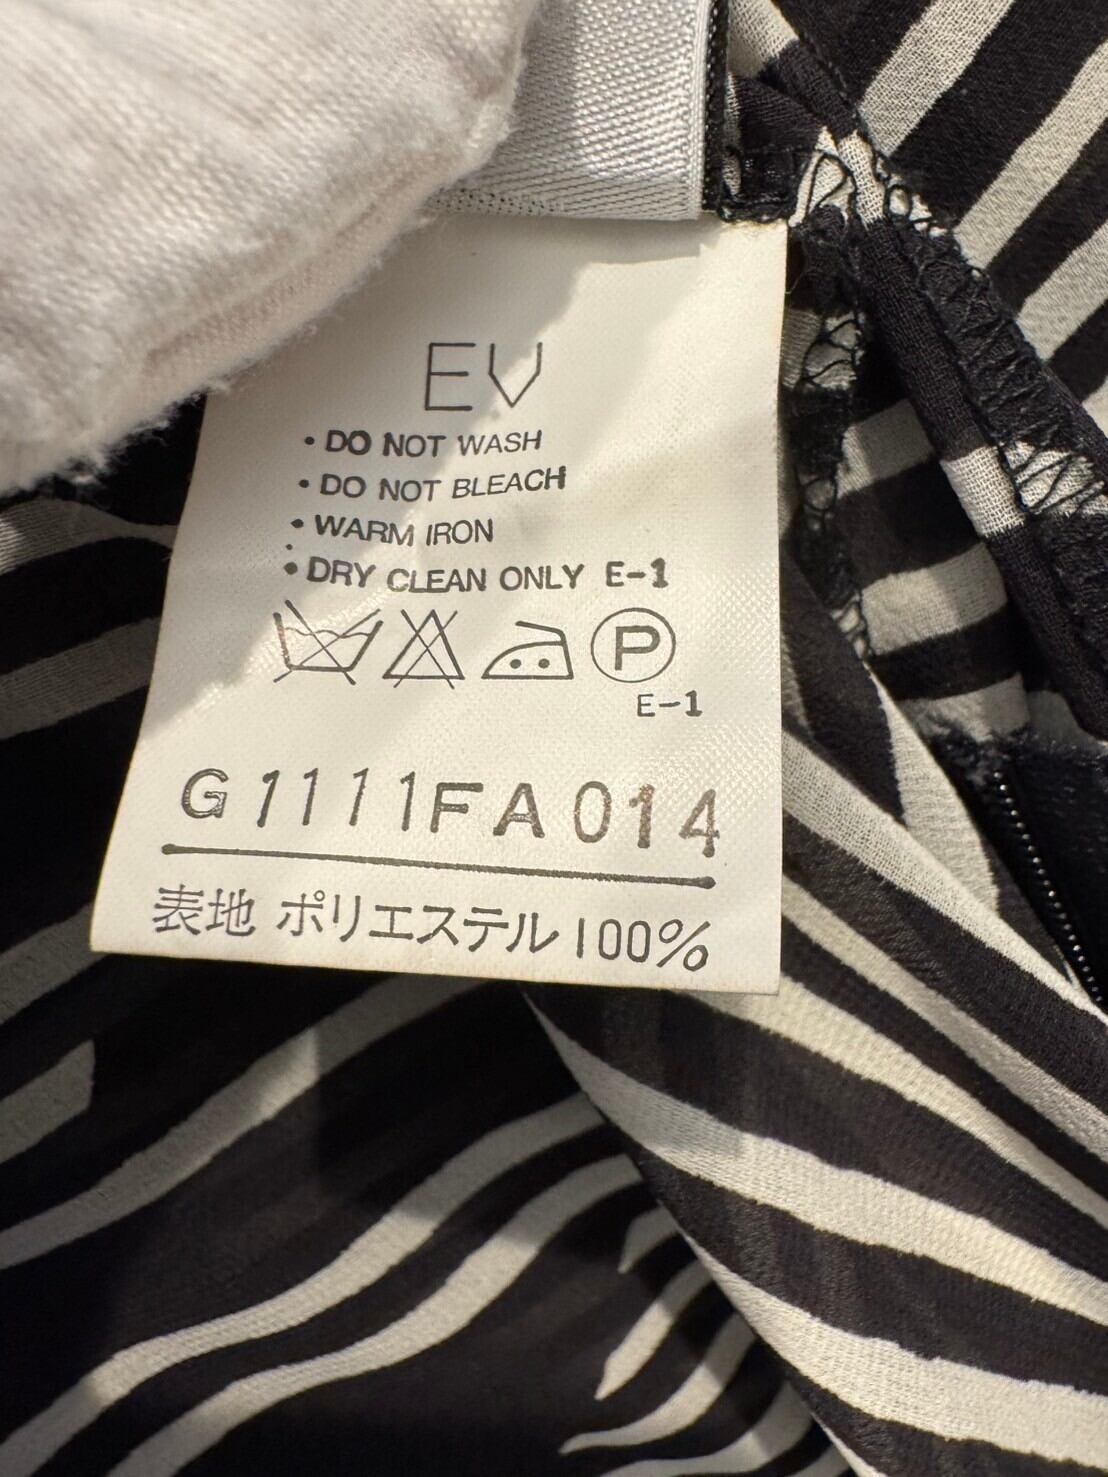 EV
• DO NOT WASH
• DO NOT BLEACH
• WARM IRON
• DRY CLEAN ONLY E-1
P
E-1
G1111FA014
表地 ポリエステル100%